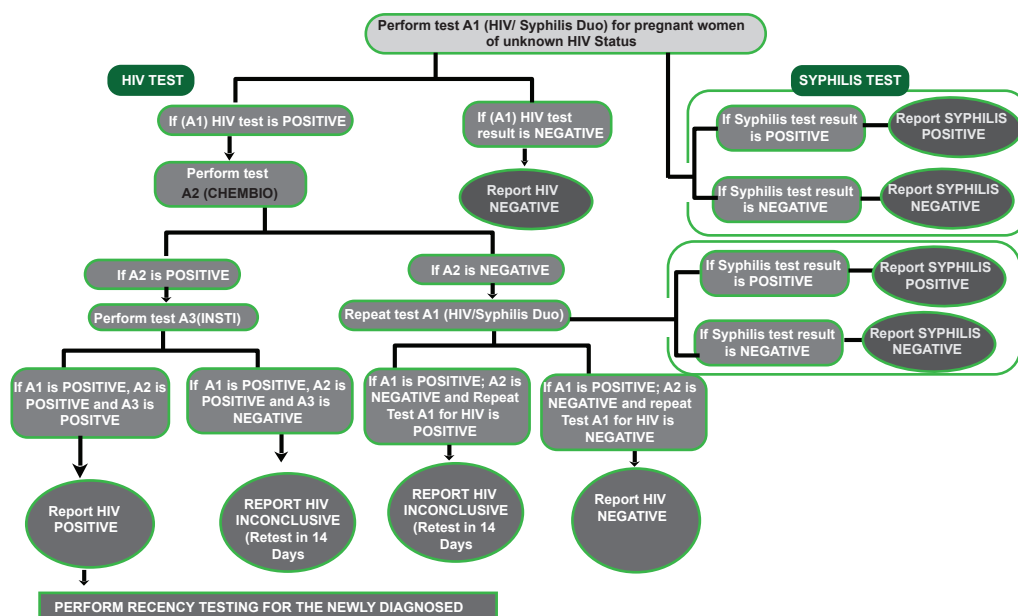 Perform test A1 (HIV/ Syphilis Duo) for pregnant women
of unknown HIV Status
HIV TEST
SYPHILIS TEST
If (A1) HIV test is POSITIVE
If (A1) HIV test
result is NEGATIVE
If Syphilis test result
is POSITIVE
Report SYPHILIS
POSITIVE
Perform test
A2 (CHEMBIO)
Report HIV
NEGATIVE
If Syphilis test result
is NEGATIVE
Report SYPHILIS
NEGATIVE
If A2 is POSITIVE
If A2 is NEGATIVE
If Syphilis test result
is POSITIVE
Report SYPHILIS
POSITIVE
Perform test A3(INSTI)
Repeat test A1 (HIV/Syphilis Duo)
If Syphilis test result
is NEGATIVE
Report SYPHILIS
NEGATIVE
If A1 is POSITIVE, A2 is
POSITIVE and A3 is
POSITVE
If A1 is POSITIVE, A2 is
POSITIVE and A3 is
NEGATIVE
If A1 is POSITIVE; A2 is
NEGATIVE and Repeat
Test A1 for HIV is
POSITIVE
If A1 is POSITIVE; A2 is
NEGATIVE and repeat
Test A1 for HIV is
NEGATIVE
Report HIV
POSITIVE
REPORT HIV
INCONCLUSIVE
(Retest in 14
Days
REPORT HIV
INCONCLUSIVE
(Retest in 14
Days
Report HIV
NEGATIVE
PERFORM RECENCY TESTING FOR THE NEWLY DIAGNOSED